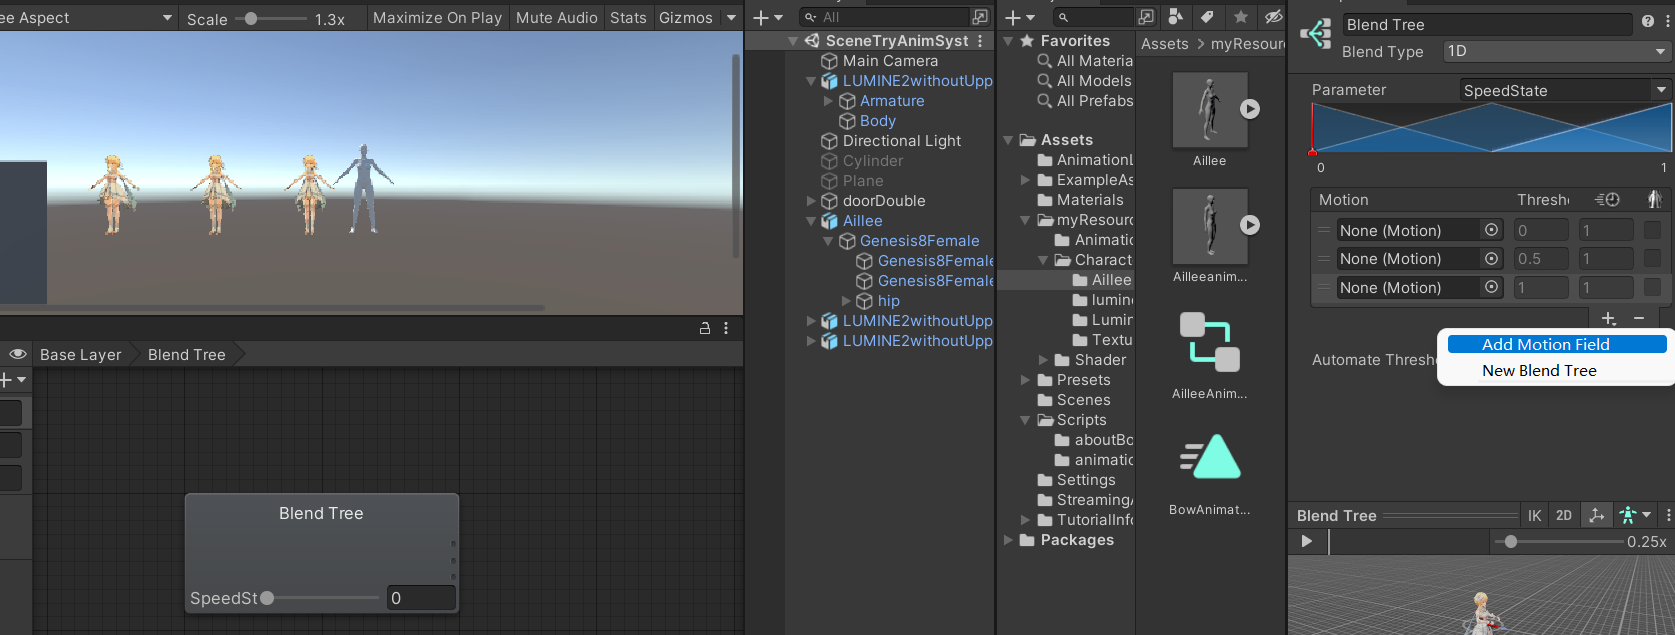 ee Aspect
Scale 1.3x
Maximize On Play
Mute Audio
Stats
Gizmos
Base Layer
Blend Tree
Blend Tree
SpeedSt 0
All
SceneTryAnimSyst
Main Camera
LUMINE2withoutUpp
Armature
Body
Directional Light
Cylinder
Plane
doorDouble
Aillee
Genesis8Female
Genesis8Female
Genesis8Female
hip
LUMINE2withoutUpp
LUMINE2withoutUpp
Favorites
All Materia
All Models
All Prefabs
Assets
AnimationL
ExampleAs
Materials
myResourc
Animatic
Charact
Aillee
lumine
Lumin
Textu
Shader
Presets
Scenes
Scripts
aboutBo
animatic
Settings
StreamingA
TutorialInfo
Packages
Assets > myResour
Aillee
Ailleeanim...
AilleeAnim...
BowAnimat...
Blend Tree
Blend Type 1D
Parameter SpeedState
0 1
Motion Thresh
None (Motion) 0 1
None (Motion) 0.5 1
None (Motion) 1 1
Automate Thresho
Add Motion Field
New Blend Tree
Blend Tree IK 2D
0.25x